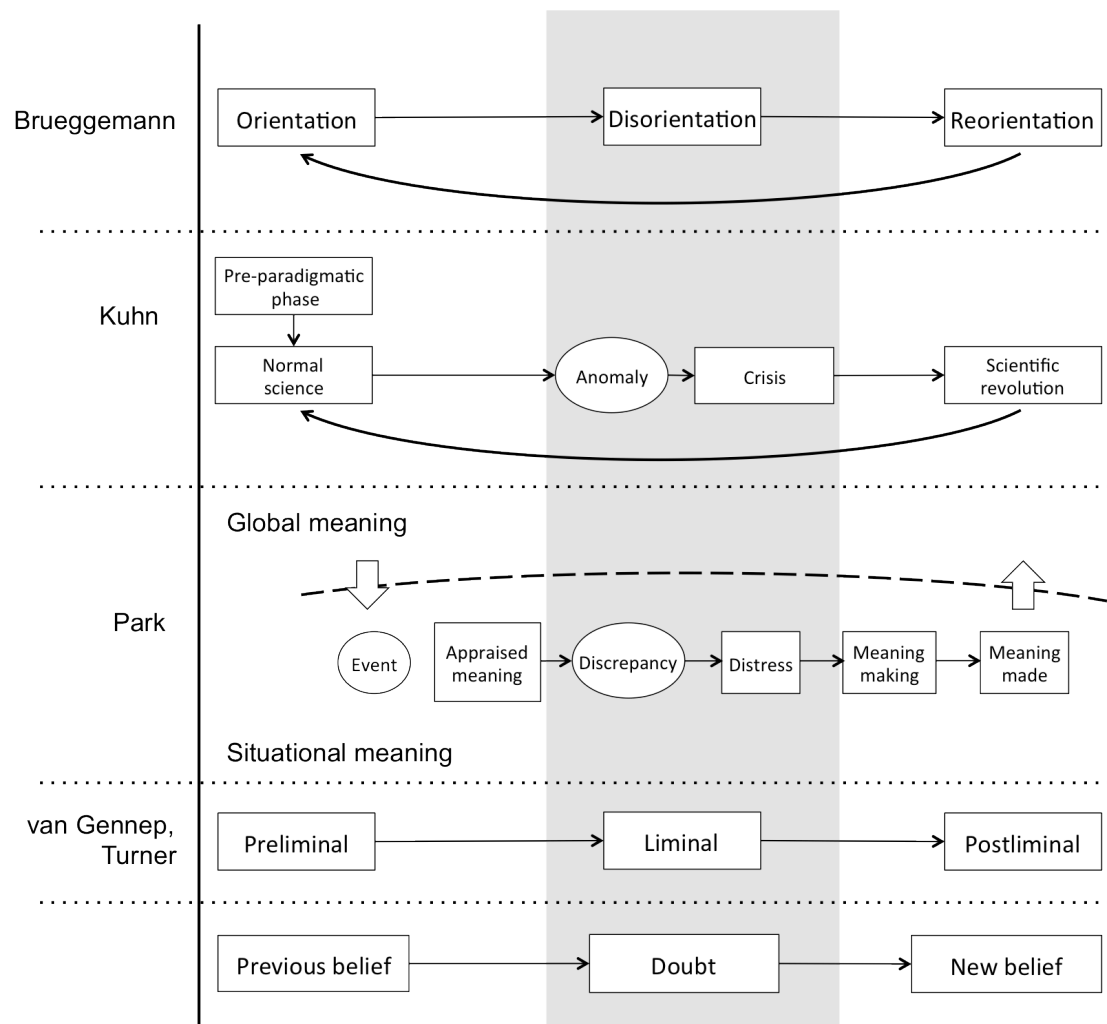 Brueggemann
Orientation
Disorientation
Reorientation
Kuhn
Pre-paradigmatic
phase
Normal
science
Anomaly
Crisis
Scientific
revolution
Park
Global meaning
Event
Appraised
meaning
Discrepancy
Distress
Meaning
making
Meaning
made
Situational meaning
van Gennep,
Turner
Preliminal
Liminal
Postliminal
Previous belief
Doubt
New belief